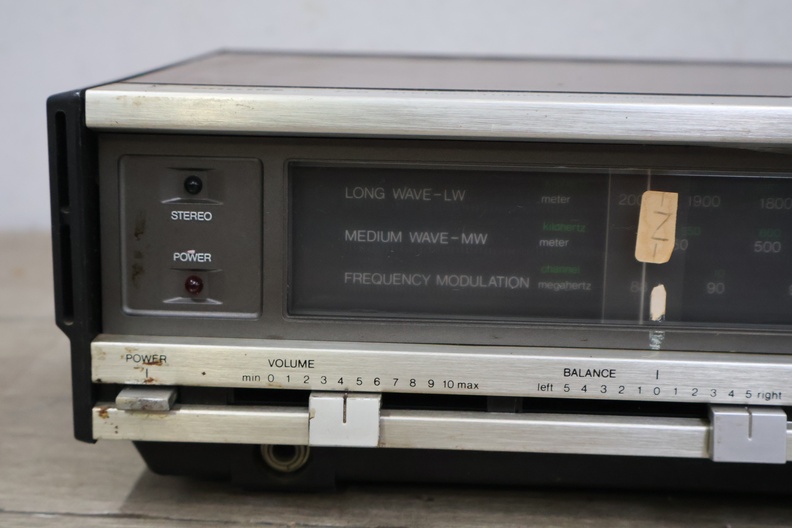 STEREO
POWER
LONG WAVE-LW meter 1900 1800
kilohertz
MEDIUM WAVE-MW meter 500
channel
FREQUENCY MODULATION megahertz 90
POWER
VOLUME
min 0 1 2 3 4 5 6 7 8 9 10 max
BALANCE
left 5 4 3 2 1 0 1 2 3 4 5 right